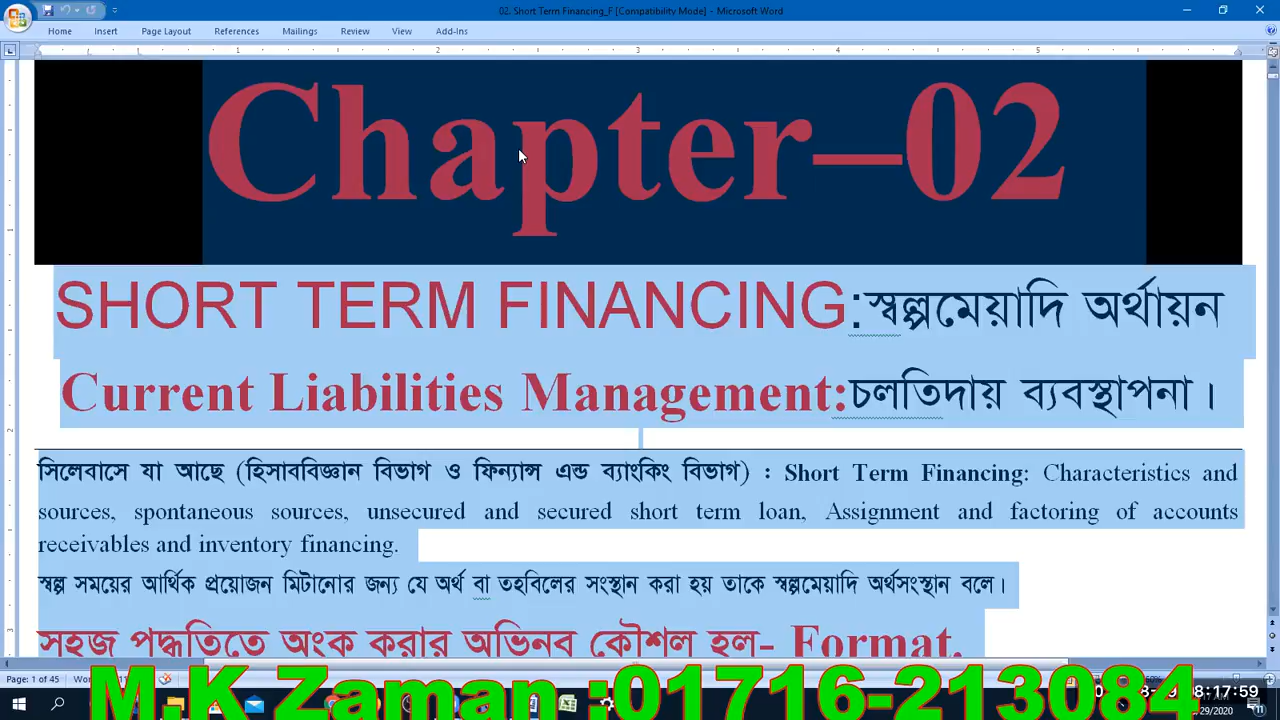 02. Short Term Financing_F [Compatibility Mode] - Microsoft Word
Home Insert Page Layout References Mailings Review View Add-Ins
Chapter–02
SHORT TERM FINANCING:স্বল্পমেয়াদি অর্থায়ন
Current Liabilities Management:চলতিদায় ব্যবস্থাপনা।
সিলেবাসে যা আছে (হিসাববিজ্ঞান বিভাগ ও ফিন্যান্স এন্ড ব্যাংকিং বিভাগ) : Short Term Financing: Characteristics and
sources, spontaneous sources, unsecured and secured short term loan, Assignment and factoring of accounts
receivables and inventory financing.
স্বল্প সময়ের আর্থিক প্রয়োজন মিটানোর জন্য যে অর্থ বা তহবিলের সংস্থান করা হয় তাকে স্বল্পমেয়াদি অর্থসংস্থান বলে।
সহজ পদ্ধতিতে অংক করার অভিনব কৌশল হল- Format.
Page: 1 of 45
M.K Zaman :01716-213084